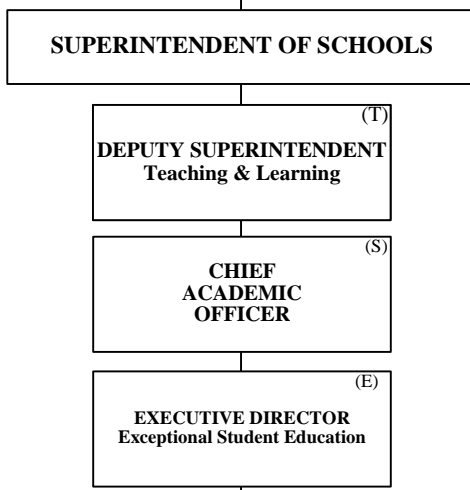 SUPERINTENDENT OF SCHOOLS
(T)
DEPUTY SUPERINTENDENT
Teaching & Learning
(S)
CHIEF
ACADEMIC
OFFICER
(E)
EXECUTIVE DIRECTOR
Exceptional Student Education